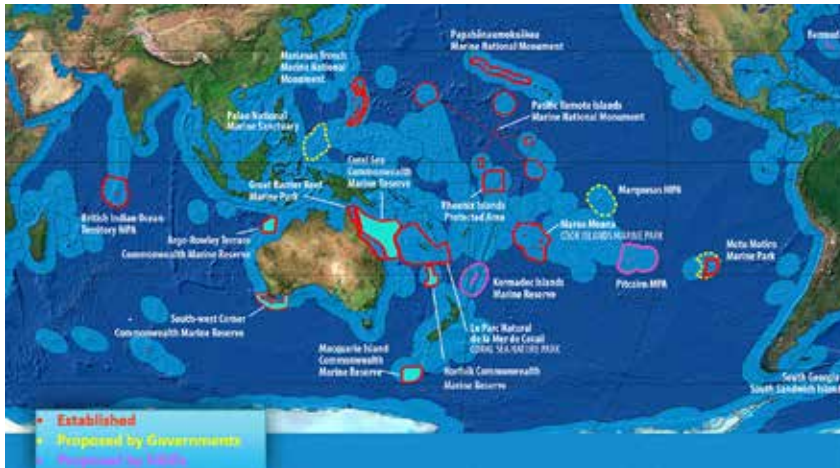 Papahānaumokuākea
Marine National Monument
Bermuda
Marianas Trench
Marine National
Monument
Pacific Remote Islands
Marine National Monument
Palau National
Marine Sanctuary
Coral Sea
Commonwealth
Marine Reserve
Great Barrier Reef
Marine Park
Marquesas MPA
British Indian Ocean
Territory MPA
Phoenix Islands
Protected Area
Argo-Rowley Terrace
Commonwealth Marine Reserve
Marae Moana
COOK ISLANDS MARINE PARK
Motu Motiro
Marine Park
Kermadec Islands
Marine Reserve
Pitcairn MPA
South-west Corner
Commonwealth Marine Reserve
Le Parc Natural
de la Mer de Corail
CORAL SEA NATURE PARK
Macquarie Island
Commonwealth
Marine Reserve
Norfolk Commonwealth
Marine Reserve
South Georgia
South Sandwich Island
• Established
• Proposed by Governments
• Proposed by